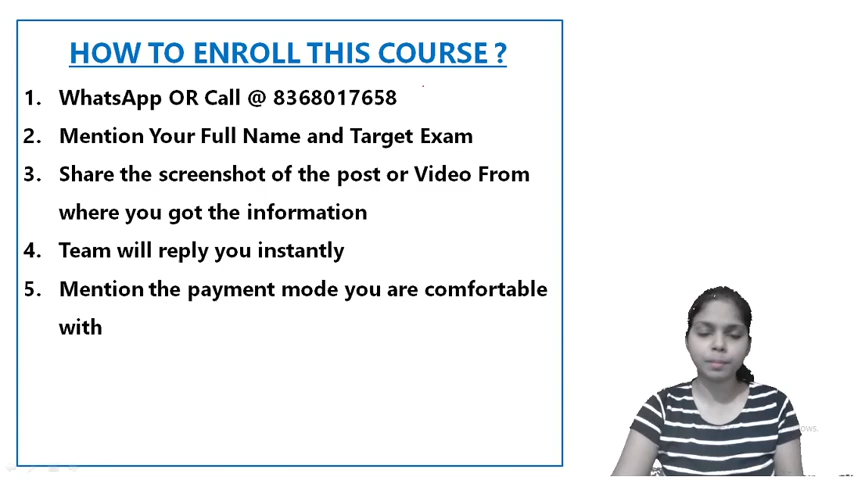 HOW TO ENROLL THIS COURSE ?
1. WhatsApp OR Call @ 8368017658
2. Mention Your Full Name and Target Exam
3. Share the screenshot of the post or Video From
where you got the information
4. Team will reply you instantly
5. Mention the payment mode you are comfortable
with